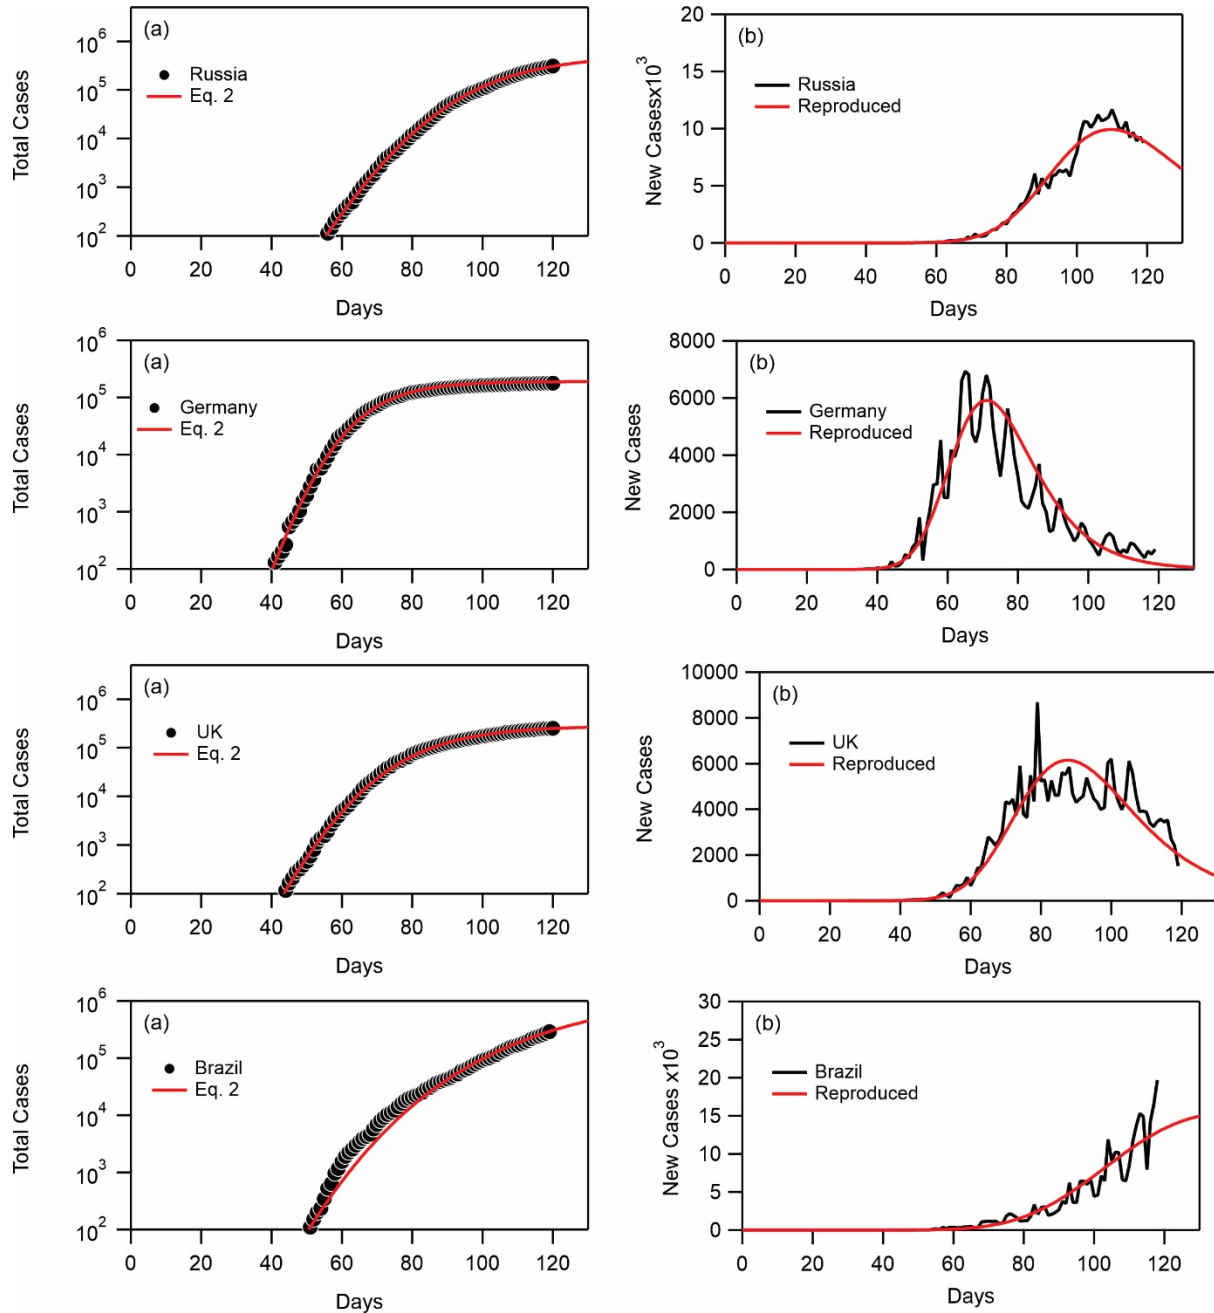 (a)
Total Cases
10^6
10^5
10^4
10^3
10^2
Russia
Eq. 2
0 20 40 60 80 100 120
Days
(b)
New Casesx10^3
20
15
10
5
0
Russia
Reproduced
0 20 40 60 80 100 120
Days
(a)
Total Cases
10^6
10^5
10^4
10^3
10^2
Germany
Eq. 2
0 20 40 60 80 100 120
Days
(b)
New Cases
8000
6000
4000
2000
0
Germany
Reproduced
0 20 40 60 80 100 120
Days
(a)
Total Cases
10^6
10^5
10^4
10^3
10^2
UK
Eq. 2
0 20 40 60 80 100 120
Days
(b)
New Cases
10000
8000
6000
4000
2000
0
UK
Reproduced
0 20 40 60 80 100 120
Days
(a)
Total Cases
10^6
10^5
10^4
10^3
10^2
Brazil
Eq. 2
0 20 40 60 80 100 120
Days
(b)
New Cases x10^3
30
25
20
15
10
5
0
Brazil
Reproduced
0 20 40 60 80 100 120
Days